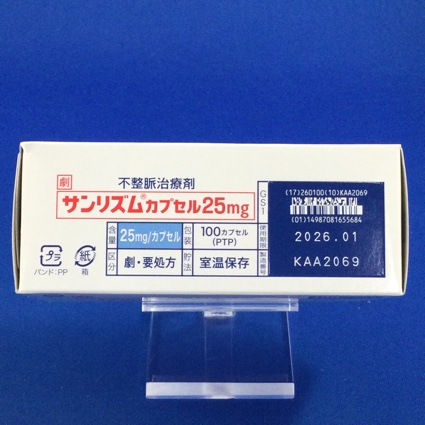 不整脈治療剤
劇
サンリズム®カプセル25mg
含量 25mg/カプセル 包装 100カプセル
(PTP)
区分 劇・要処方 貯法 室温保存
プラ
バンド:PP
紙
箱
GS1
(17)260100(10)KAA2069
(01)14987081655684
使用期限 2026.01
製造番号 KAA2069